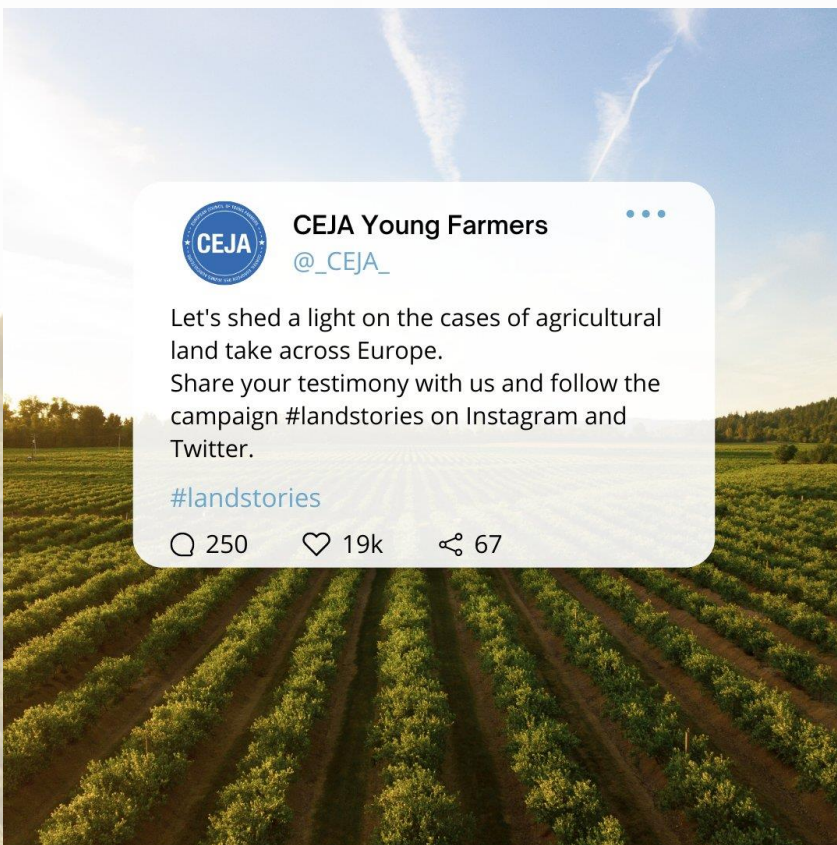 CEJA
CEJA Young Farmers
@_CEJA_
Let's shed a light on the cases of agricultural
land take across Europe.
Share your testimony with us and follow the
campaign #landstories on Instagram and
Twitter.
#landstories
250 19k 67